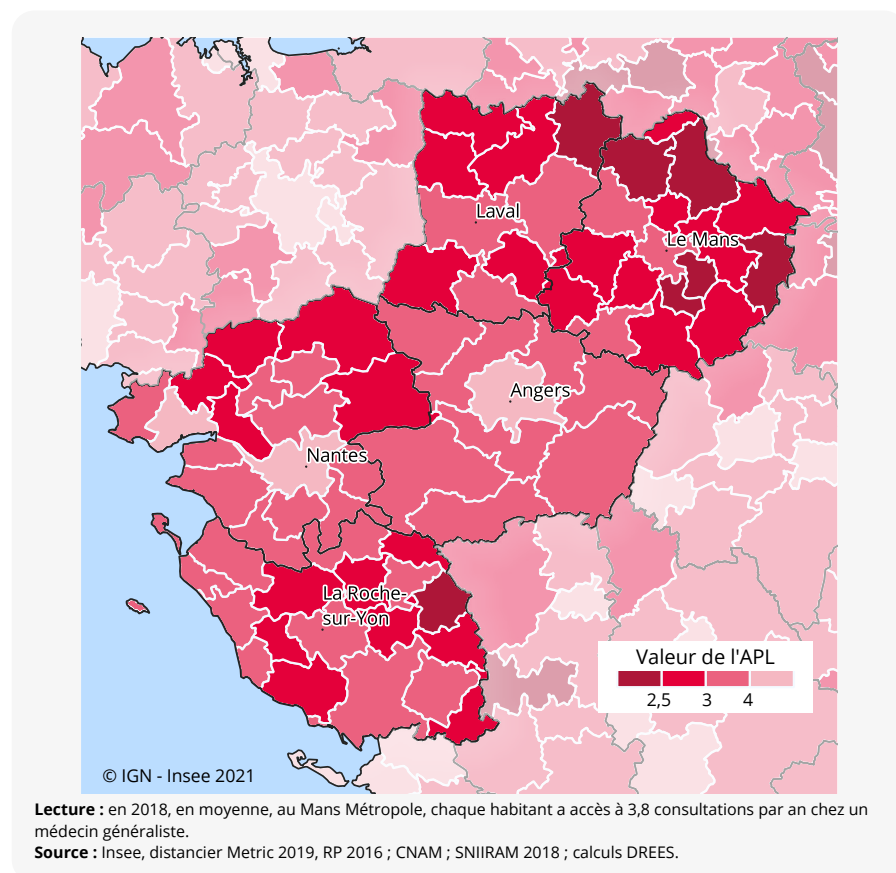 Laval
Le Mans
Angers
Nantes
La Roche-
sur-Yon
Valeur de l'APL
2,5 3 4
© IGN - Insee 2021
Lecture : en 2018, en moyenne, au Mans Métropole, chaque habitant a accès à 3,8 consultations par an chez un
médecin généraliste.
Source : Insee, distancier Metric 2019, RP 2016 ; CNAM ; SNIIRAM 2018 ; calculs DREES.